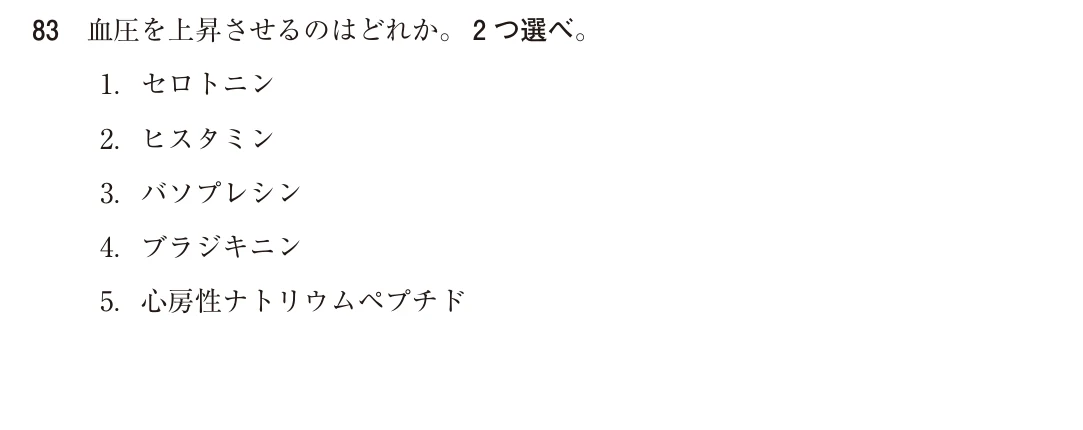 83 血圧を上昇させるのはどれか。2つ選べ。
1. セロトニン
2. ヒスタミン
3. バソプレシン
4. ブラジキニン
5. 心房性ナトリウムペプチド